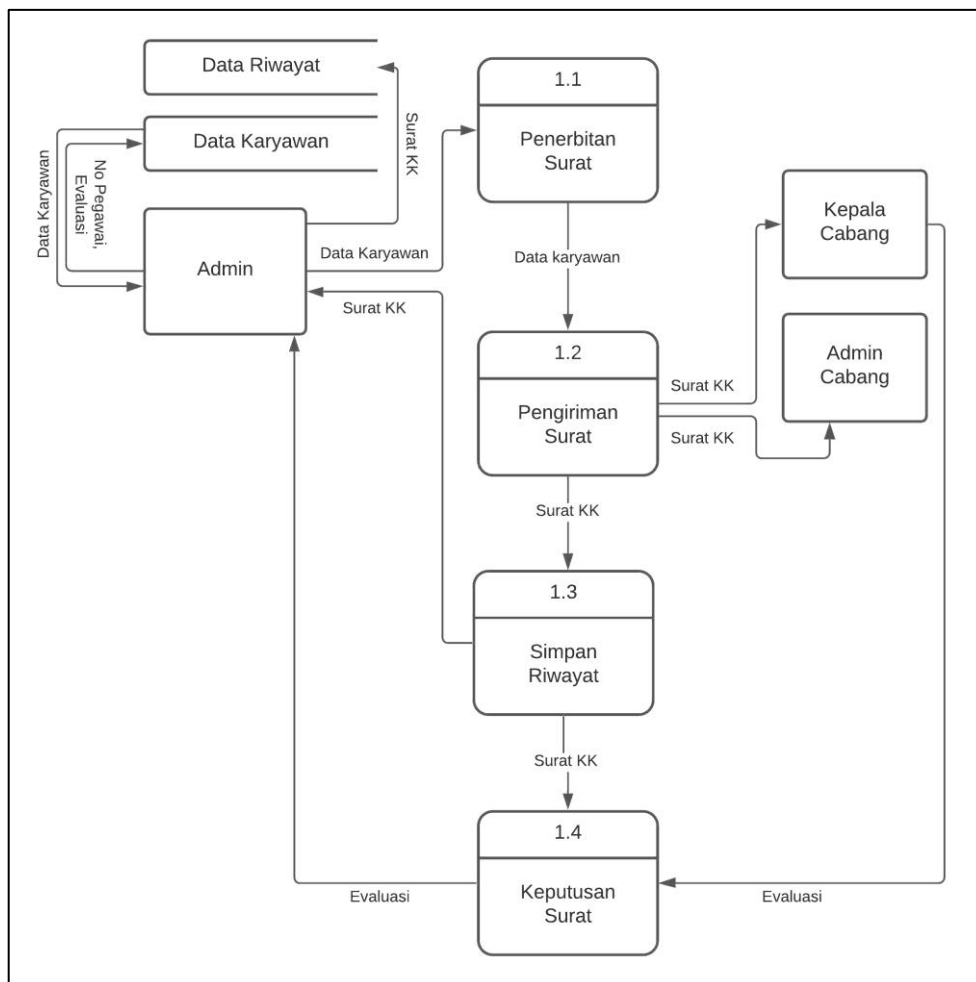 Data Riwayat
Data Karyawan
Data Karyawan
No Pegawai,
Evaluasi
Admin
Surat KK
Data Karyawan
Surat KK
1.1
Penerbitan
Surat
Data karyawan
Kepala
Cabang
Admin
Cabang
1.2
Pengiriman
Surat
Surat KK
Surat KK
Surat KK
1.3
Simpan
Riwayat
Surat KK
1.4
Keputusan
Surat
Evaluasi
Evaluasi